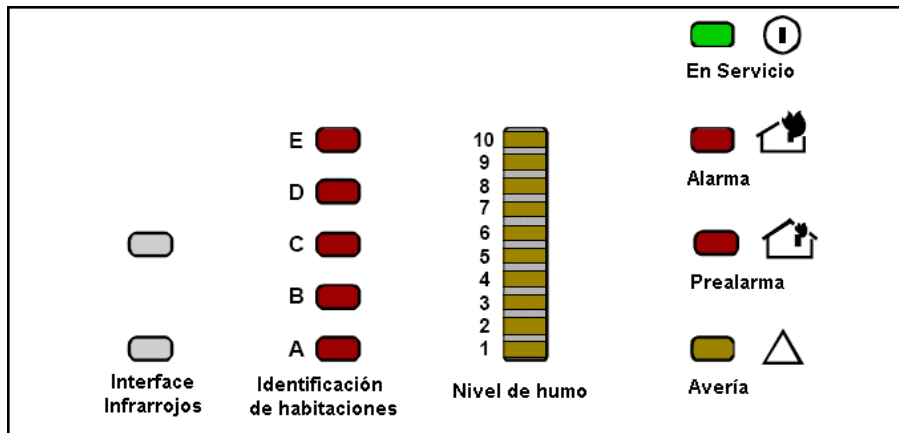 En Servicio
Alarma
Prealarma
Avería
E
D
C
B
A
10
9
8
7
6
5
4
3
2
1
Interface
Infrarrojos
Identificación
de habitaciones
Nivel de humo